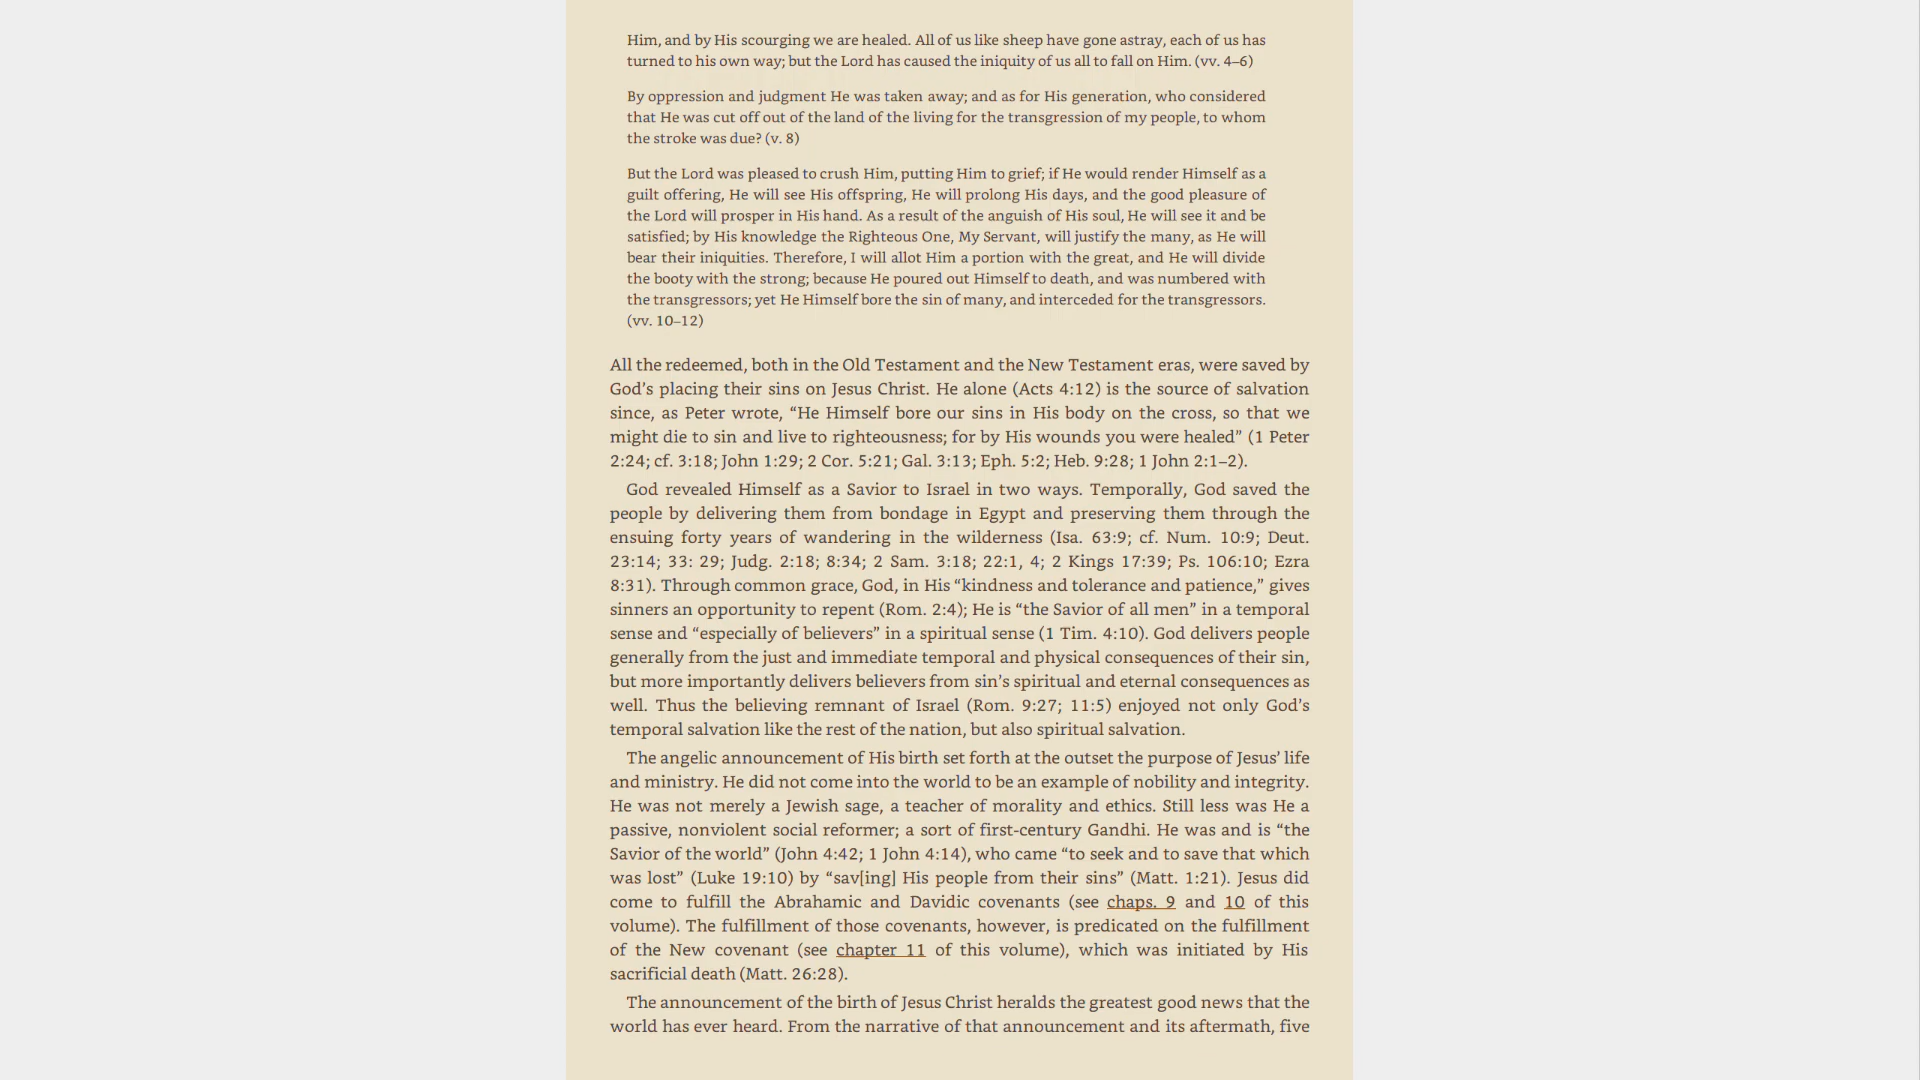 Him, and by His scourging we are healed. All of us like sheep have gone astray, each of us has
turned to his own way; but the Lord has caused the iniquity of us all to fall on Him. (vv. 4–6)
By oppression and judgment He was taken away; and as for His generation, who considered
that He was cut off out of the land of the living for the transgression of my people, to whom
the stroke was due? (v. 8)
But the Lord was pleased to crush Him, putting Him to grief; if He would render Himself as a
guilt offering, He will see His offspring, He will prolong His days, and the good pleasure of
the Lord will prosper in His hand. As a result of the anguish of His soul, He will see it and be
satisfied; by His knowledge the Righteous One, My Servant, will justify the many, as He will
bear their iniquities. Therefore, I will allot Him a portion with the great, and He will divide
the booty with the strong; because He poured out Himself to death, and was numbered with
the transgressors; yet He Himself bore the sin of many, and interceded for the transgressors.
(vv. 10–12)
All the redeemed, both in the Old Testament and the New Testament eras, were saved by
God’s placing their sins on Jesus Christ. He alone (Acts 4:12) is the source of salvation
since, as Peter wrote, “He Himself bore our sins in His body on the cross, so that we
might die to sin and live to righteousness; for by His wounds you were healed” (1 Peter
2:24; cf. 3:18; John 1:29; 2 Cor. 5:21; Gal. 3:13; Eph. 5:2; Heb. 9:28; 1 John 2:1–2).
God revealed Himself as a Savior to Israel in two ways. Temporally, God saved the
people by delivering them from bondage in Egypt and preserving them through the
ensuing forty years of wandering in the wilderness (Isa. 63:9; cf. Num. 10:9; Deut.
23:14; 33: 29; Judg. 2:18; 8:34; 2 Sam. 3:18; 22:1, 4; 2 Kings 17:39; Ps. 106:10; Ezra
8:31). Through common grace, God, in His “kindness and tolerance and patience,” gives
sinners an opportunity to repent (Rom. 2:4); He is “the Savior of all men” in a temporal
sense and “especially of believers” in a spiritual sense (1 Tim. 4:10). God delivers people
generally from the just and immediate temporal and physical consequences of their sin,
but more importantly delivers believers from sin’s spiritual and eternal consequences as
well. Thus the believing remnant of Israel (Rom. 9:27; 11:5) enjoyed not only God’s
temporal salvation like the rest of the nation, but also spiritual salvation.
The angelic announcement of His birth set forth at the outset the purpose of Jesus’ life
and ministry. He did not come into the world to be an example of nobility and integrity.
He was not merely a Jewish sage, a teacher of morality and ethics. Still less was He a
passive, nonviolent social reformer; a sort of first-century Gandhi. He was and is “the
Savior of the world” (John 4:42; 1 John 4:14), who came “to seek and to save that which
was lost” (Luke 19:10) by “sav[ing] His people from their sins” (Matt. 1:21). Jesus did
come to fulfill the Abrahamic and Davidic covenants (see chaps. 9 and 10 of this
volume). The fulfillment of those covenants, however, is predicated on the fulfillment
of the New covenant (see chapter 11 of this volume), which was initiated by His
sacrificial death (Matt. 26:28).
The announcement of the birth of Jesus Christ heralds the greatest good news that the
world has ever heard. From the narrative of that announcement and its aftermath, five